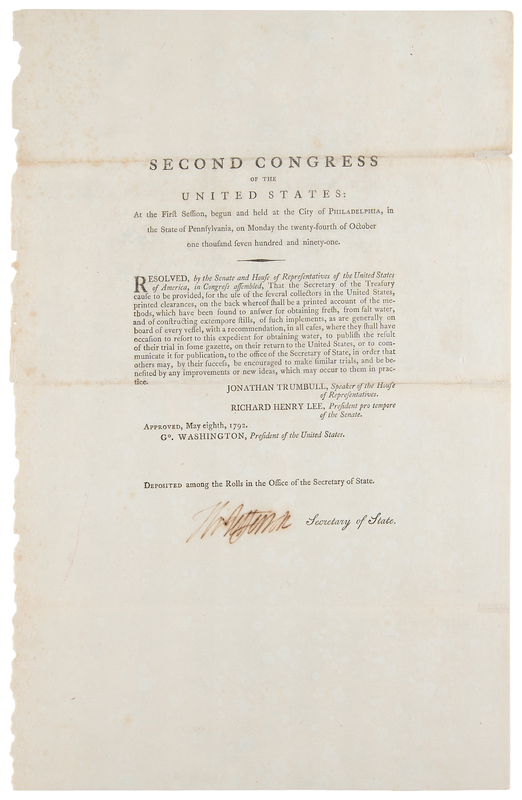 SECOND CONGRESS
OF THE
UNITED STATES:
At the Firſt Seſſion, begun and held at the City of PHILADELPHIA, in
the State of Pennſylvania, on Monday the twenty-fourth of October
one thouſand ſeven hundred and ninety-one.
RESOLVED, by the Senate and Houſe of Repreſentatives of the United States
of America, in Congreſs aſſembled, That the Secretary of the Treaſury
cauſe to be provided, for the uſe of the ſeveral collectors in the United States,
printed clearances, on the back whereof ſhall be a printed account of the me-
thods, which have been found to anſwer for obtaining freſh, from ſalt water,
and of conſtructing extempore ſtills, of ſuch implements, as are generally on
board of every veſſel, with a recommendation, in all caſes, where they ſhall have
occaſion to reſort to this expedient for obtaining water, to publiſh the reſult
of their trial in ſome gazette, on their return to the United States, or to com-
municate it for publication, to the office of the Secretary of State, in order that
others may, by their ſucceſs, be encouraged to make ſimilar trials, and be be-
nefited by any improvements or new ideas, which may occur to them in prac-
tice.
JONATHAN TRUMBULL, Speaker of the Houſe
of Repreſentatives.
RICHARD HENRY LEE, Preſident pro tempore
of the Senate.
APPROVED, May eighth, 1792.
Go. WASHINGTON, Preſident of the United States.
DEPOSITED among the Rolls in the Office of the Secretary of State.
Th: Jefferson Secretary of State.